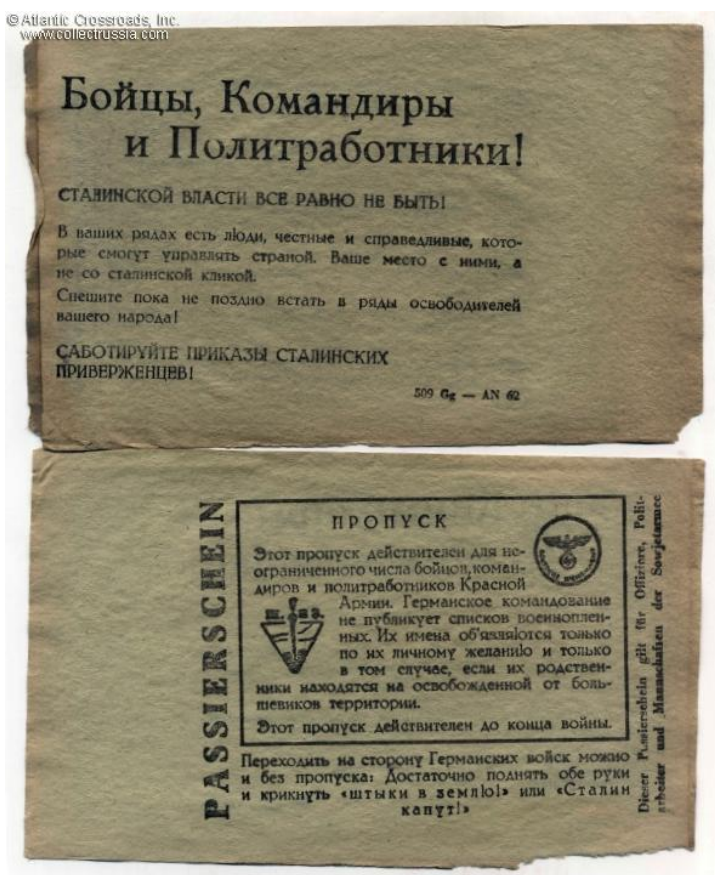 © Atlantic Crossroads, Inc.
www.collectrussia.com
Бойцы, Командиры
и Политработники!
СТАЛИНСКОЙ ВЛАСТИ ВСЕ РАВНО НЕ БЫТЬ!
В ваших рядах есть люди, честные и справедливые, кото-
рые смогут управлять страной. Ваше место с ними, а
не со сталинской кликой.
Спешите пока не поздно встать в ряды освободителей
вашего народа!
САБОТИРУЙТЕ ПРИКАЗЫ СТАЛИНСКИХ
ПРИВЕРЖЕНЦЕВ!
509 Gg — AN 62
PASSIERSCHEIN
ПРОПУСК
Этот пропуск действителен для не-
ограниченного числа бойцов, коман-
диров и политработников Красной
Армии. Германское командование
не публикует списков военноплен-
ных. Их имена об'являются только
по их личному желанию и только
в том случае, если их родствен-
ники находятся на освобожденной от боль-
шевиков территории.
Этот пропуск действителен до конца войны.
Ш. В З.
Переходить на сторону Германских войск можно
и без пропуска: Достаточно поднять обе руки
и крикнуть «штыки в землю!» или «Сталин
капут!»
Dieser Passierschein gilt für Offiziere, Polit-
arbeiter und Mannschaften der Sowjetarmee